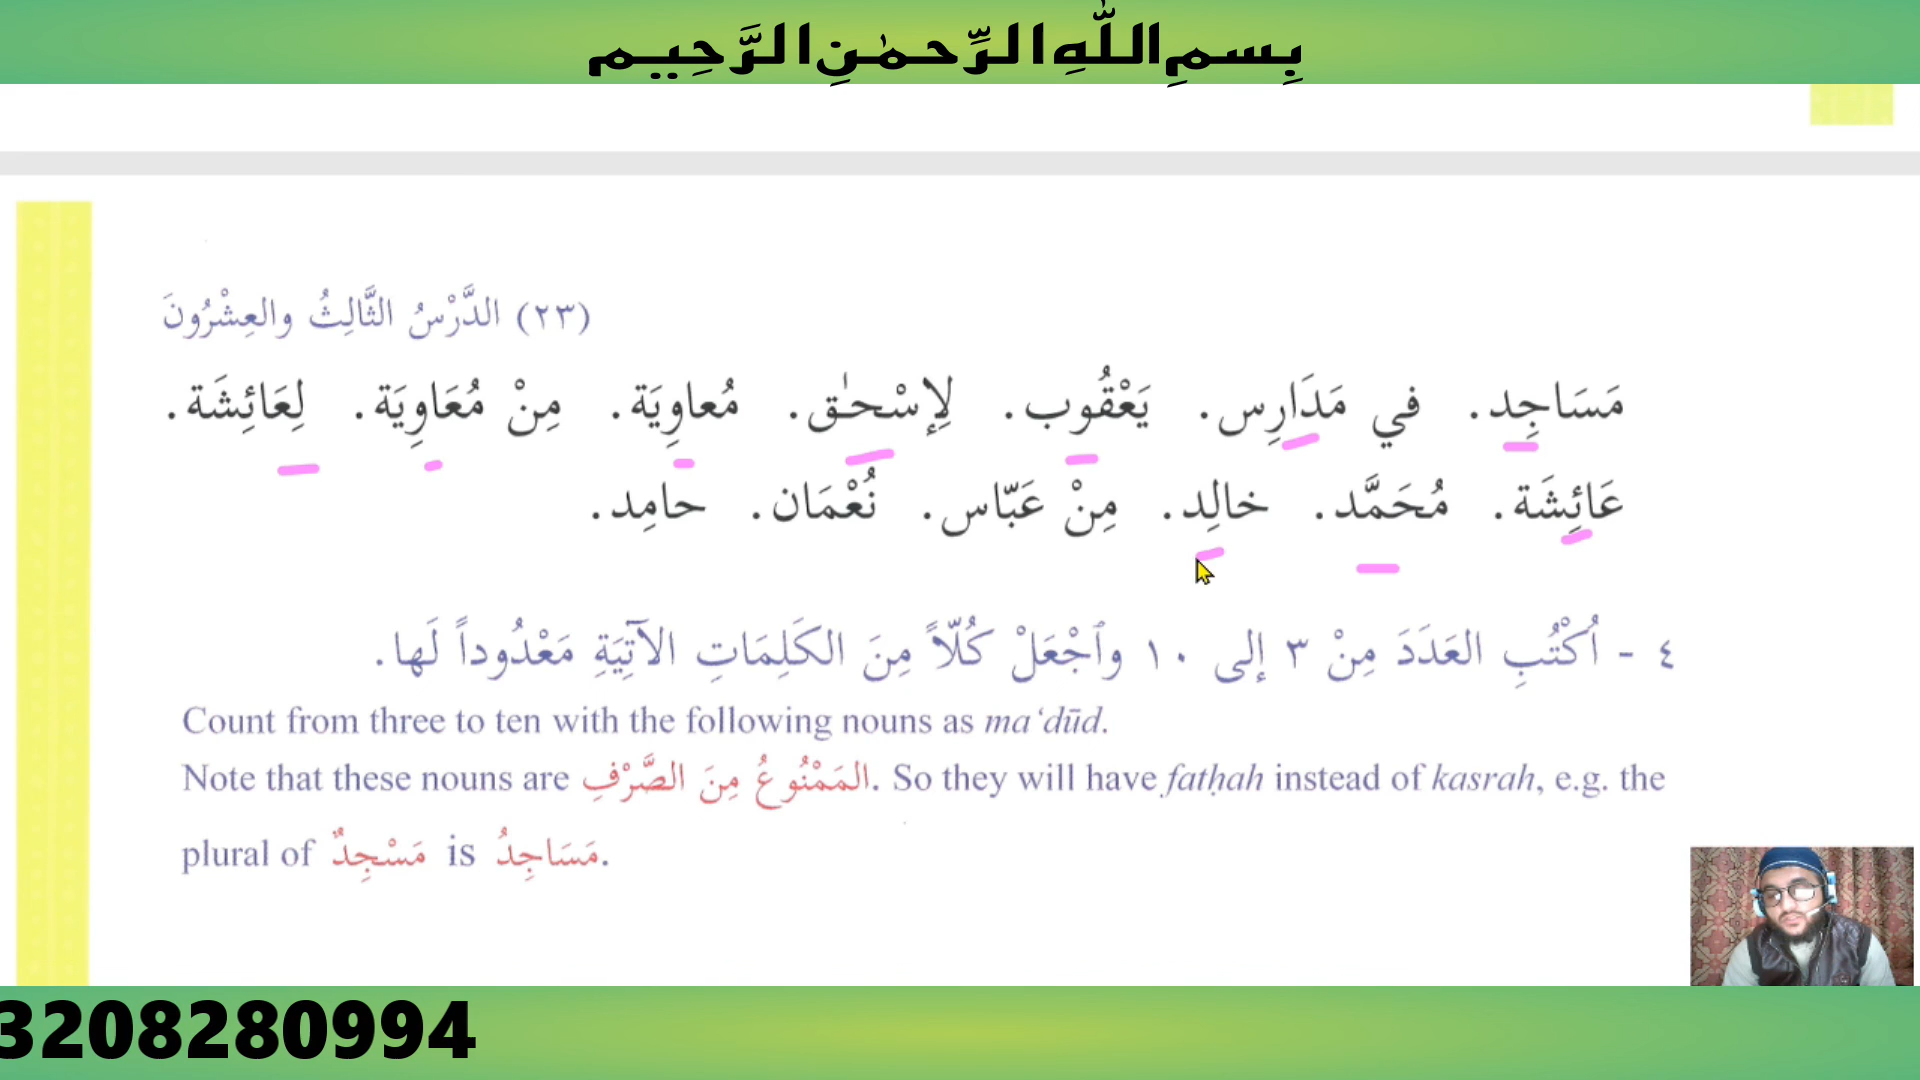 بِسمِ اللّٰهِ الرَّحمٰنِ الرَّحِيم
(٢٣) الدَّرْسُ الثَّالِثُ والعِشْرُونَ
مَسَاجِد. في مَدَارِس. يَعْقُوب. لِإسْحـٰق. مُعاوِيَة. مِنْ مُعَاوِيَة. لِعَائِشَة.
عَائِشَة. مُحَمَّد. خالِد. مِنْ عَبّاس. نُعْمَان. حامِد.
٤ - اُكْتُبِ العَدَدَ مِنْ ٣ إلى ١٠ وٱجْعَلْ كُلّاً مِنَ الكَلِمَاتِ الآتِيَةِ مَعْدُوداً لَها.
Count from three to ten with the following nouns as ma‘dūd.
Note that these nouns are المَمْنُوعُ مِنَ الصَّرْفِ. So they will have fatḥah instead of kasrah, e.g. the
plural of مَسْجِدٌ is مَسَاجِدُ.
3208280994